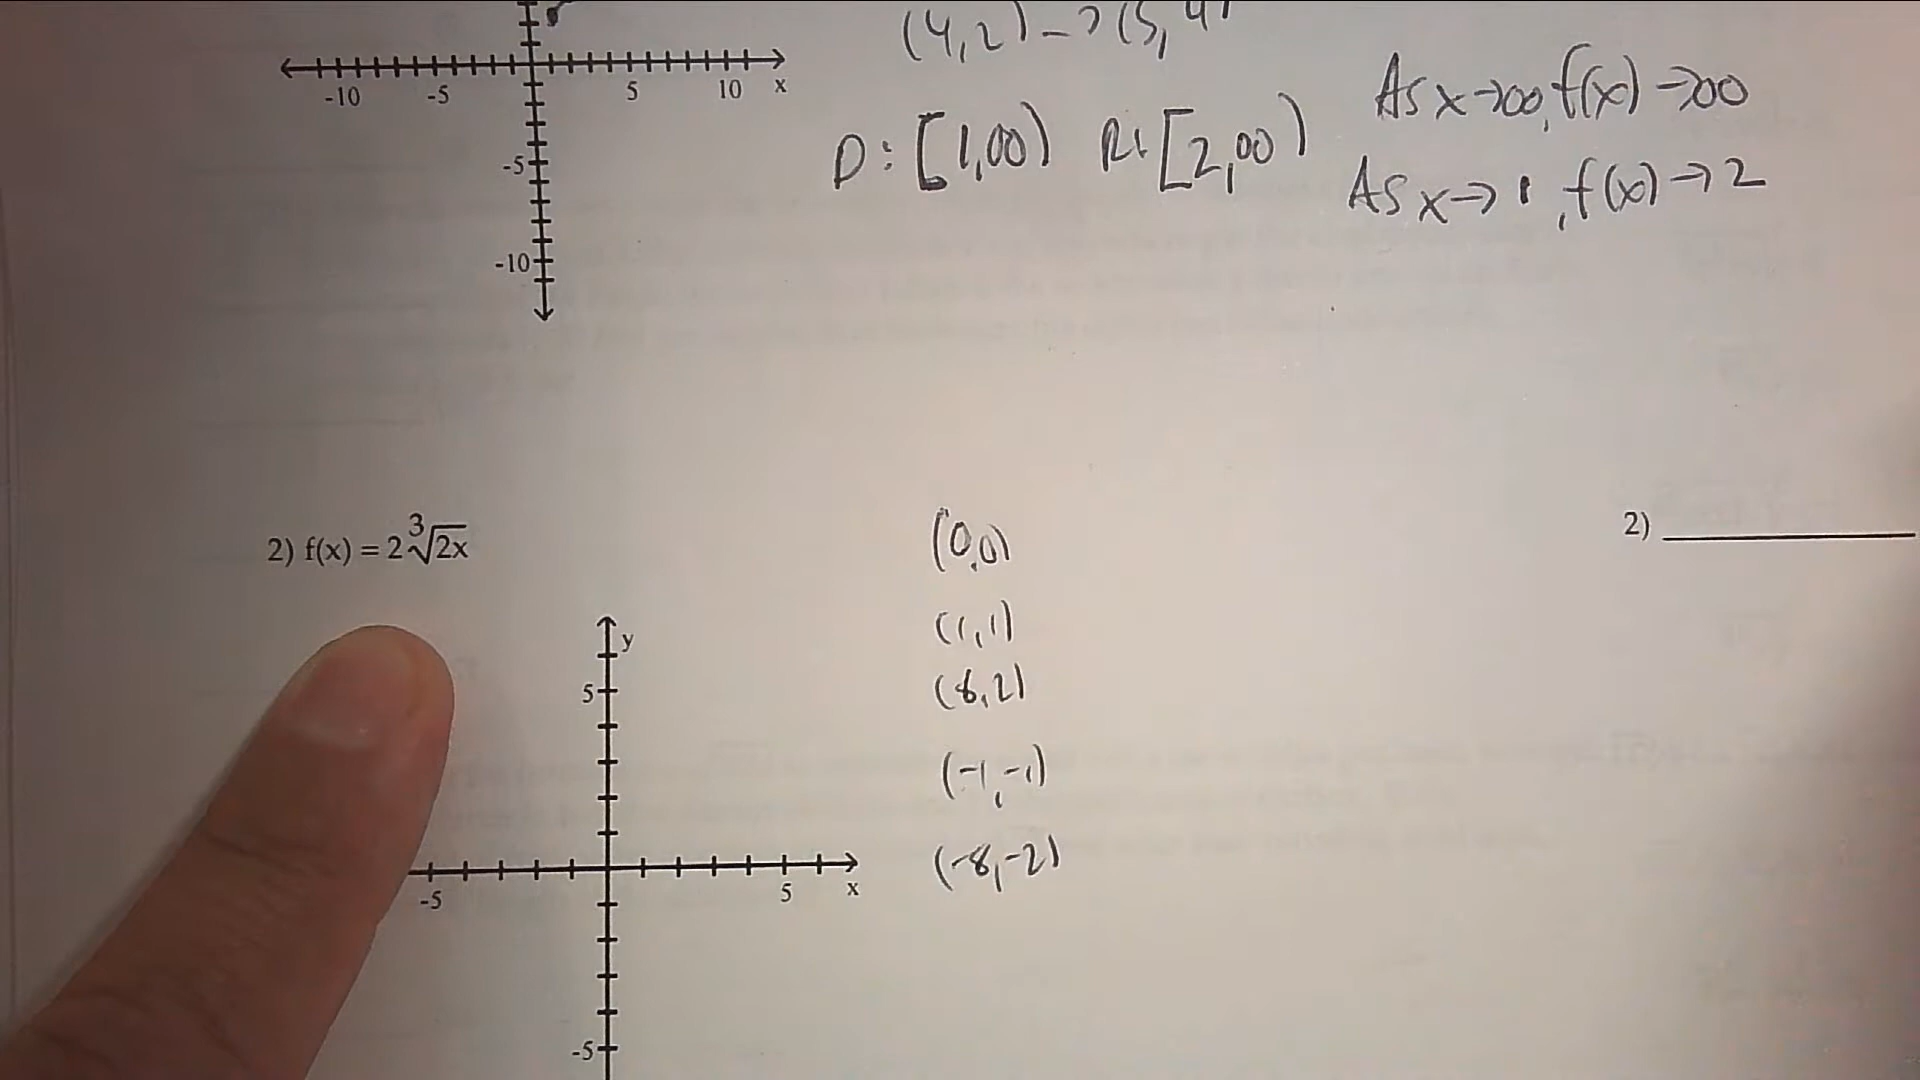 (4,2) -> (5,4)
-10 -5 5 10 x
-5
-10
D: [1,∞) R: [2,∞)
As x→∞, f(x)→∞
As x→1, f(x)→2
2) f(x) = 2∛2x
2)
y
5
-5 5 x
-5
(0,0)
(1,1)
(8,2)
(-1,-1)
(-8,-2)